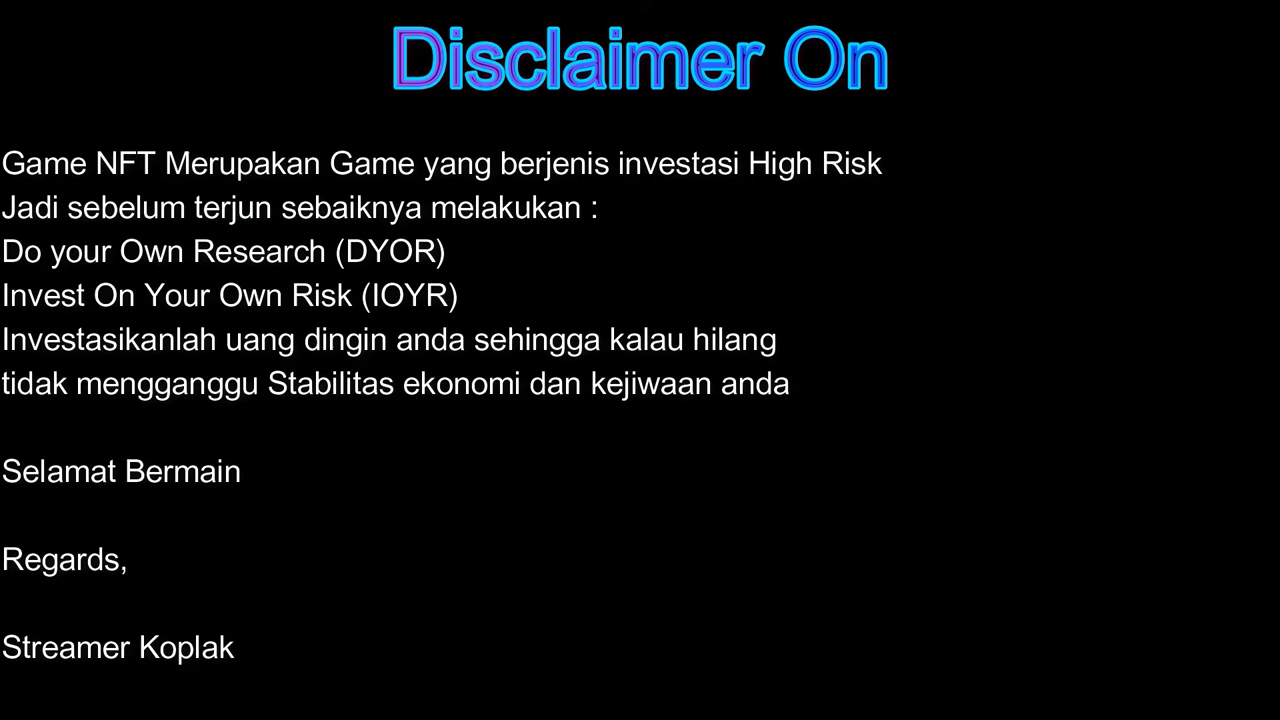 Disclaimer On
Game NFT Merupakan Game yang berjenis investasi High Risk
Jadi sebelum terjun sebaiknya melakukan :
Do your Own Research (DYOR)
Invest On Your Own Risk (IOYR)
Investasikanlah uang dingin anda sehingga kalau hilang
tidak mengganggu Stabilitas ekonomi dan kejiwaan anda
Selamat Bermain
Regards,
Streamer Koplak